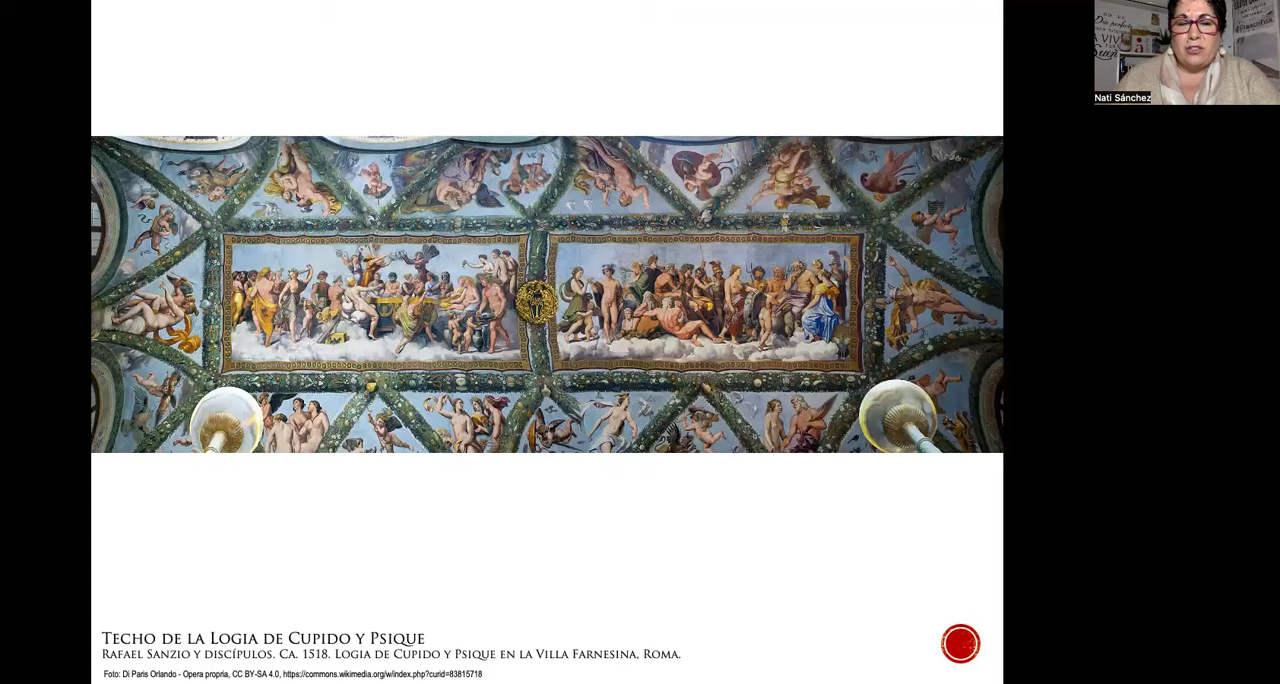 Nati Sánchez
Techo de la Logia de Cupido y Psique
Rafael Sanzio y discípulos. Ca. 1518. Logia de Cupido y Psique en la Villa Farnesina, Roma.
Foto: Di Paris Orlando - Opera propria, CC BY-SA 4.0, https://commons.wikimedia.org/w/index.php?curid=83815718